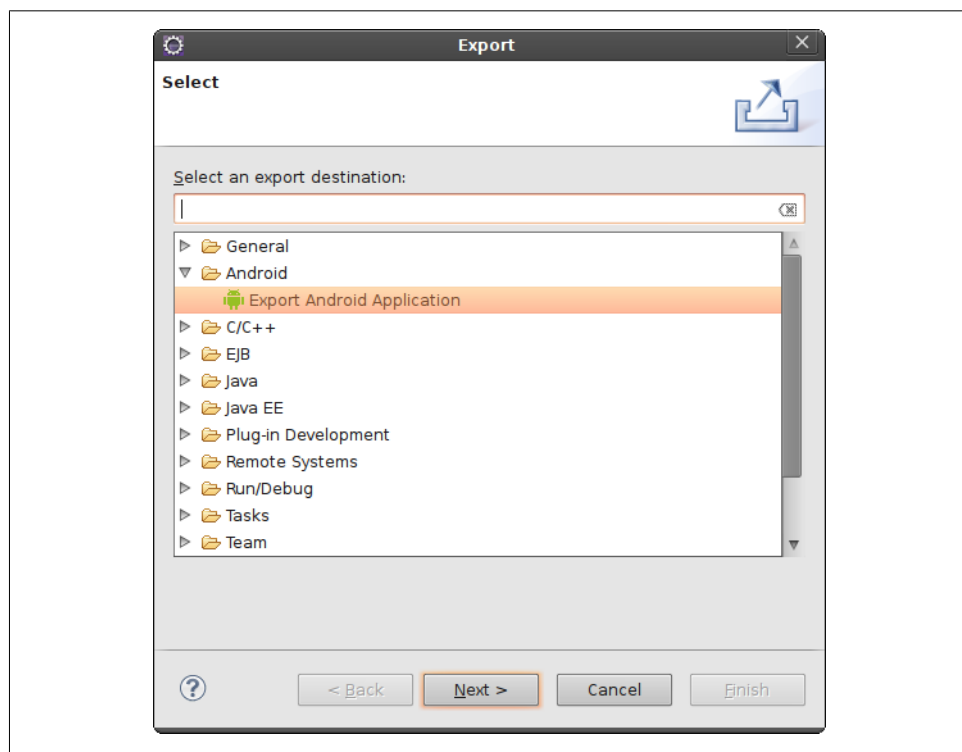 Export
Select
Select an export destination:
General
Android
Export Android Application
C/C++
EJB
Java
Java EE
Plug-in Development
Remote Systems
Run/Debug
Tasks
Team
?
< Back
Next >
Cancel
Finish